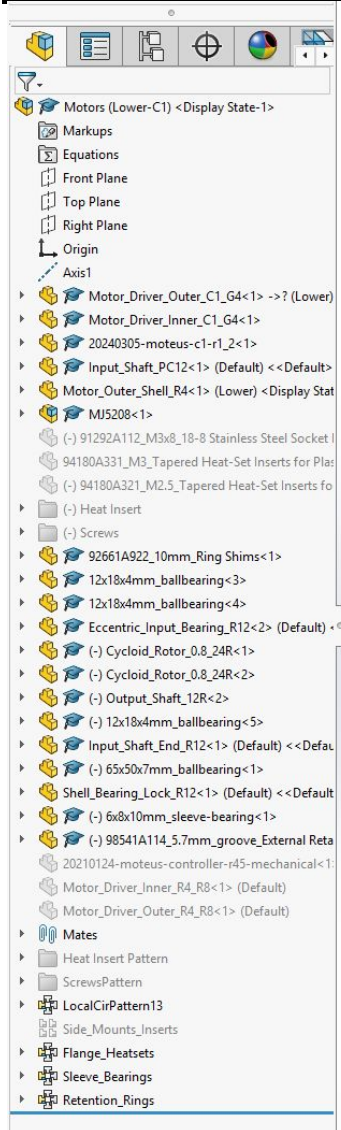 Motors (Lower-C1) <Display State-1>
Markups
Equations
Front Plane
Top Plane
Right Plane
Origin
Axis1
Motor_Driver_Outer_C1_G4<1> ->? (Lower)
Motor_Driver_Inner_C1_G4<1>
20240305-moteus-c1-r1_2<1>
Input_Shaft_PC12<1> (Default) <<Default>
Motor_Outer_Shell_R4<1> (Lower) <Display Stat
MJ5208<1>
(-) 91292A112_M3x8_18-8 Stainless Steel Socket
94180A331_M3_Tapered Heat-Set Inserts for Plas
(-) 94180A321_M2.5_Tapered Heat-Set Inserts fo
(-) Heat Insert
(-) Screws
92661A922_10mm_Ring Shims<1>
12x18x4mm_ballbearing<3>
12x18x4mm_ballbearing<4>
Eccentric_Input_Bearing_R12<2> (Default) <
(-) Cycloid_Rotor_0.8_24R<1>
(-) Cycloid_Rotor_0.8_24R<2>
(-) Output_Shaft_12R<2>
(-) 12x18x4mm_ballbearing<5>
Input_Shaft_End_R12<1> (Default) <<Defau
(-) 65x50x7mm_ballbearing<1>
Shell_Bearing_Lock_R12<1> (Default) <<Default
(-) 6x8x10mm_sleeve-bearing<1>
(-) 98541A114_5.7mm_groove_External Reta
20210124-moteus-controller-r45-mechanical<1
Motor_Driver_Inner_R4_R8<1> (Default)
Motor_Driver_Outer_R4_R8<1> (Default)
Mates
Heat Insert Pattern
ScrewsPattern
LocalCirPattern13
Side_Mounts_Inserts
Flange_Heatsets
Sleeve_Bearings
Retention_Rings